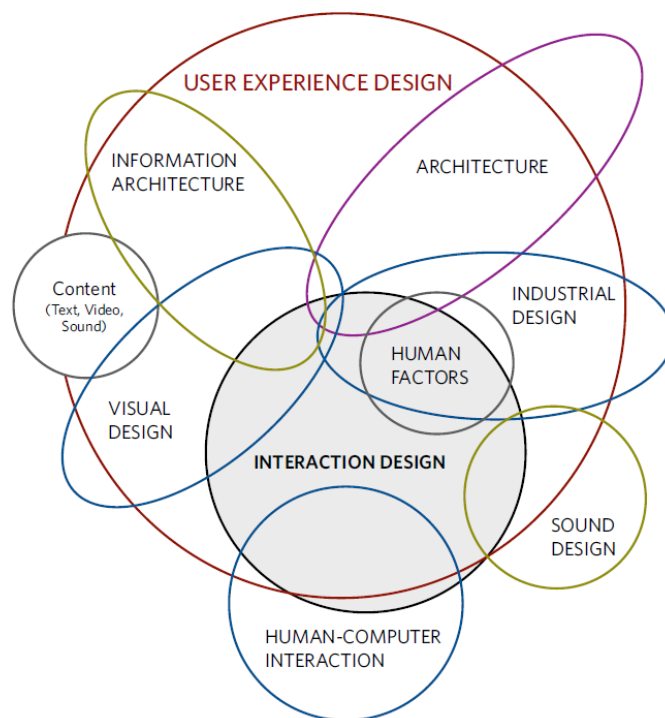 USER EXPERIENCE DESIGN
INFORMATION
ARCHITECTURE
ARCHITECTURE
Content
(Text, Video,
Sound)
INDUSTRIAL
DESIGN
HUMAN
FACTORS
VISUAL
DESIGN
INTERACTION DESIGN
SOUND
DESIGN
HUMAN-COMPUTER
INTERACTION